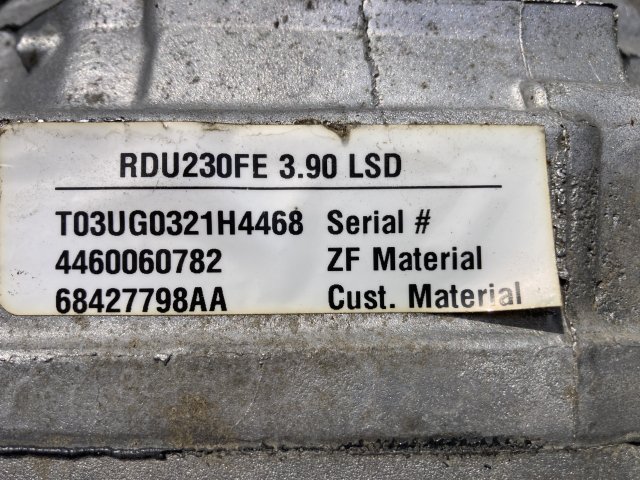 RDU230FE 3.90 LSD
T03UG0321H4468 Serial #
4460060782 ZF Material
68427798AA Cust. Material